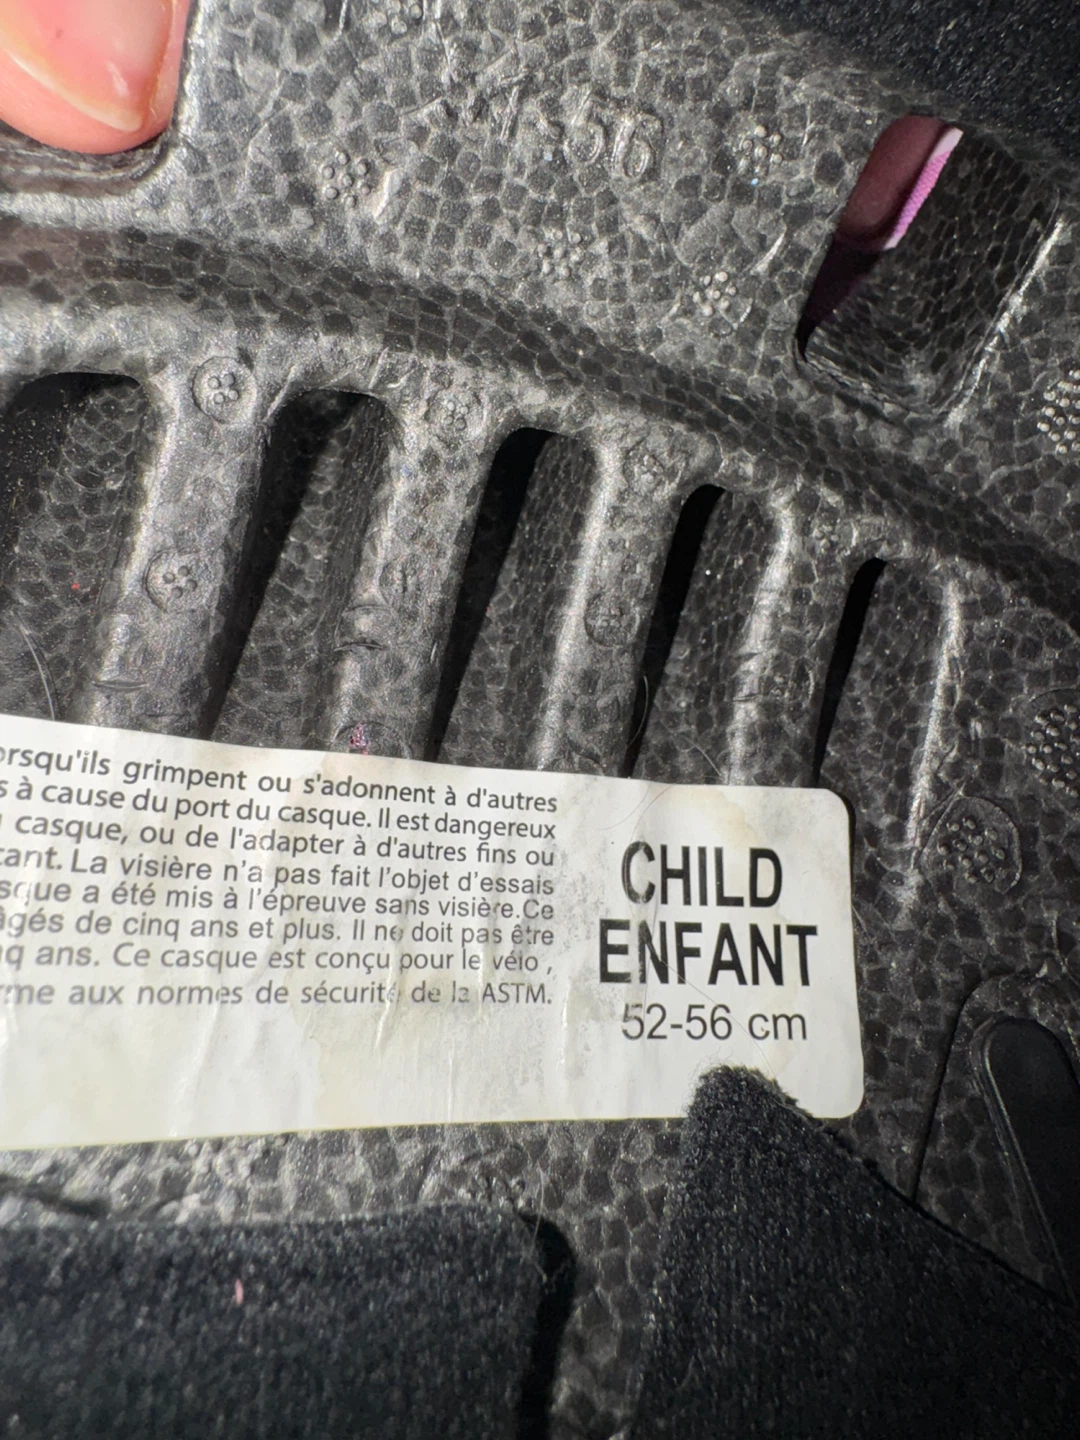 56
orsqu'ils grimpent ou s'adonnent à d'autres
s à cause du port du casque. Il est dangereux
casque, ou de l'adapter à d'autres fins ou
tant. La visière n'a pas fait l'objet d'essais
sque a été mis à l'épreuve sans visière.Ce
âgés de cinq ans et plus. Il ne doit pas être
nq ans. Ce casque est conçu pour le vélo ,
rme aux normes de sécurité de la ASTM.
CHILD
ENFANT
52-56 cm